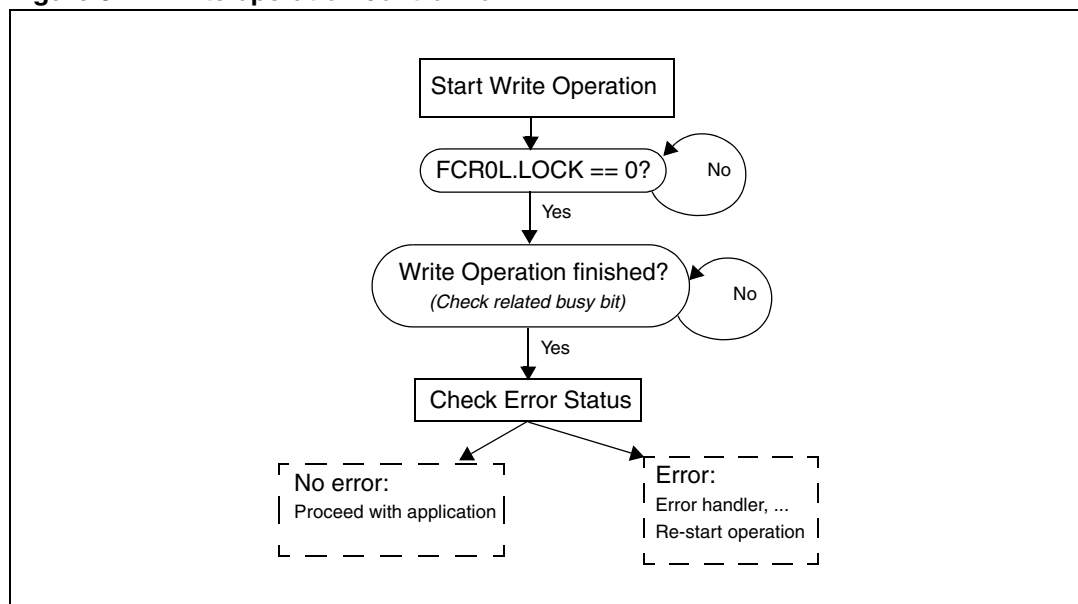 Start Write Operation
FCR0L.LOCK == 0?
No
Yes
Write Operation finished?
(Check related busy bit)
No
Yes
Check Error Status
No error:
Proceed with application
Error:
Error handler, ...
Re-start operation